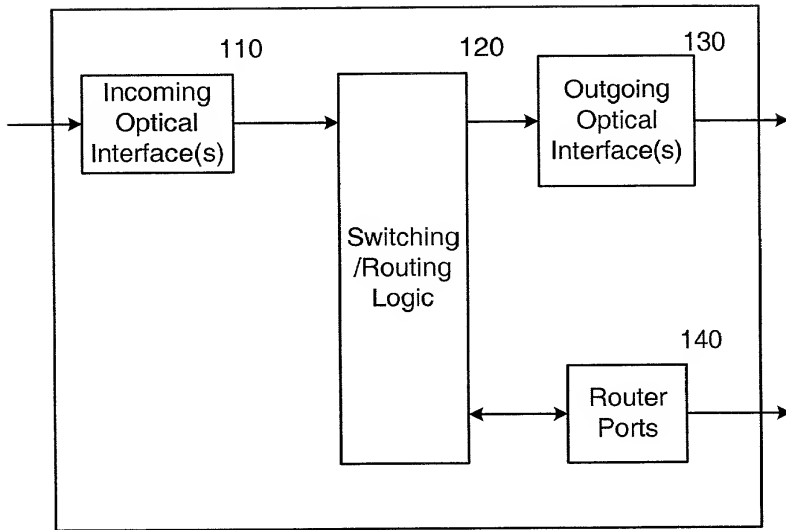 110
120
130
Incoming
Optical
Interface(s)
Outgoing
Optical
Interface(s)
Switching
/Routing
Logic
140
Router
Ports